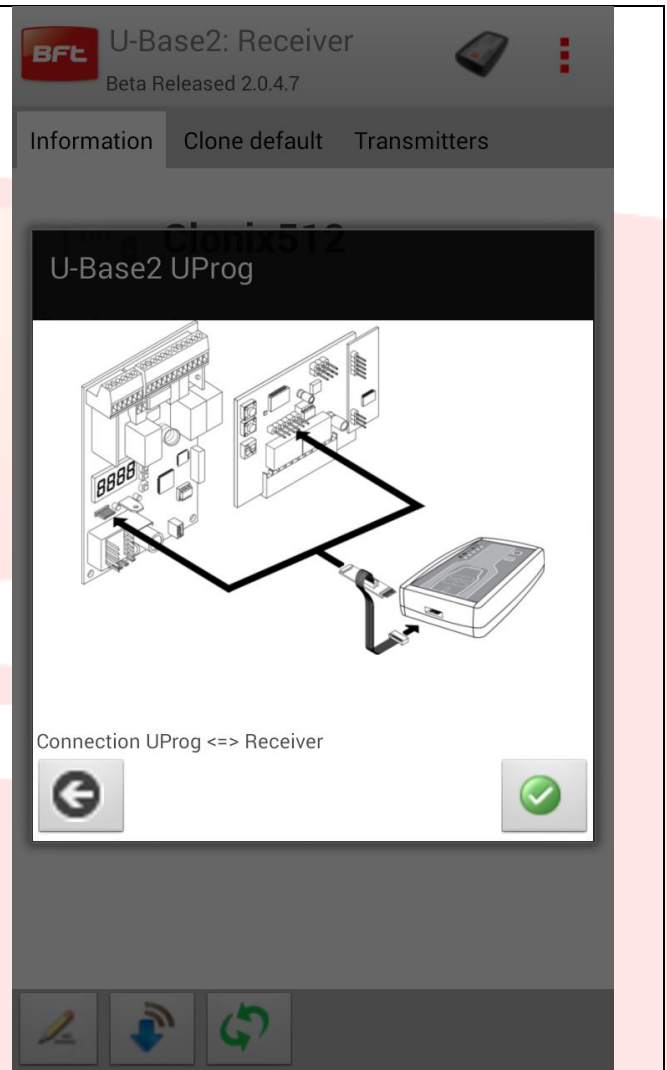 BFt U-Base2: Receiver
Beta Released 2.0.4.7
Information Clone default Transmitters
Clonix512
U-Base2 UProg
8888
Connection UProg <=> Receiver